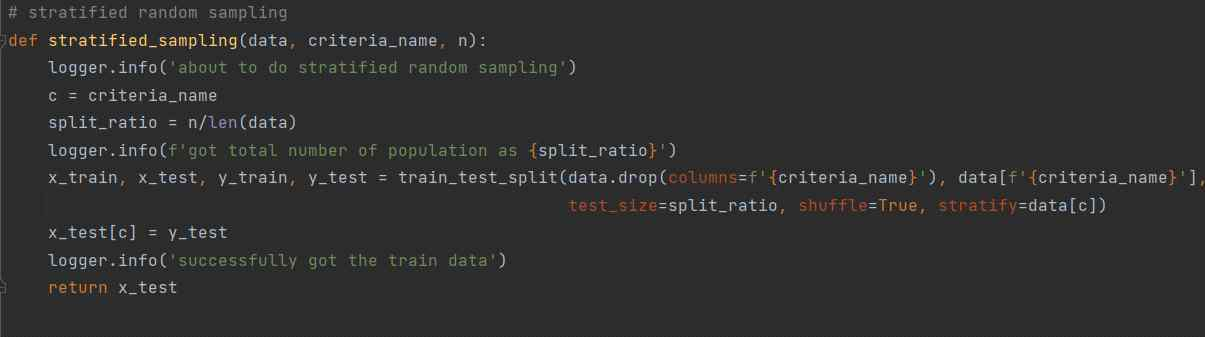 # stratified random sampling
def stratified_sampling(data, criteria_name, n):
    logger.info('about to do stratified random sampling')
    c = criteria_name
    split_ratio = n/len(data)
    logger.info(f'got total number of population as {split_ratio}')
    x_train, x_test, y_train, y_test = train_test_split(data.drop(columns=f'{criteria_name}'), data[f'{criteria_name}'],
                                                        test_size=split_ratio, shuffle=True, stratify=data[c])
    x_test[c] = y_test
    logger.info('successfully got the train data')
    return x_test